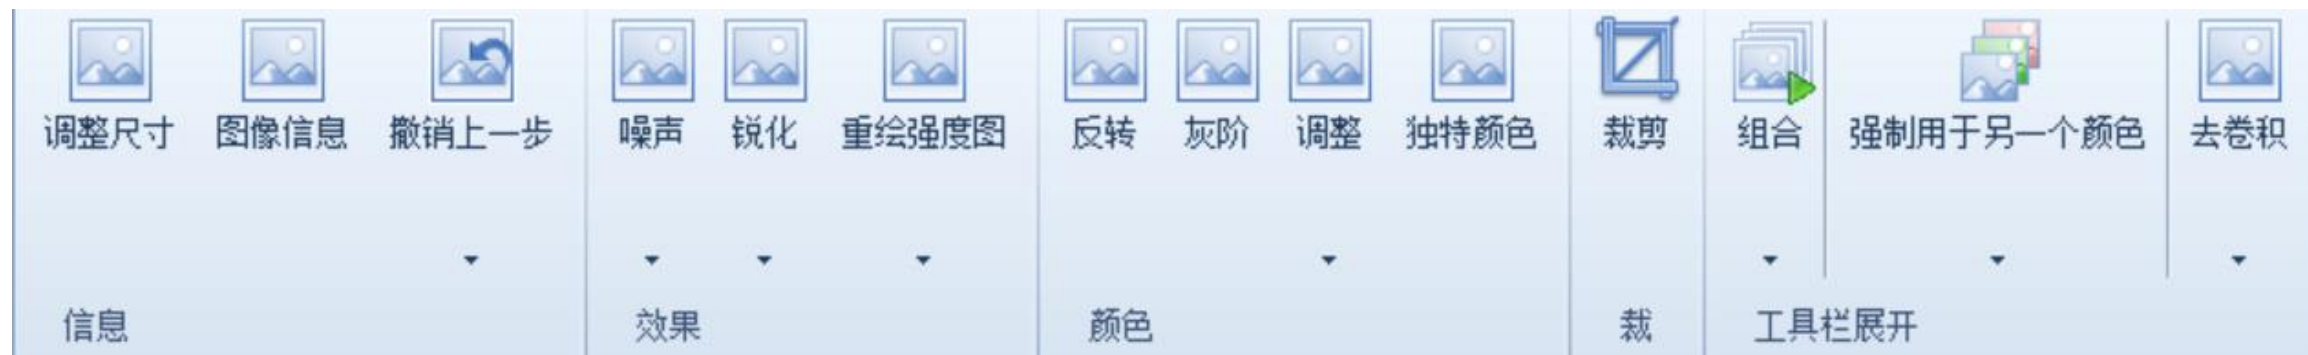 调整尺寸 图像信息 撤销上一步 噪声 锐化 重绘强度图 反转 灰阶 调整 独特颜色 裁剪 组合 强制用于另一个颜色 去卷积
信息 效果 颜色 裁 工具栏展开